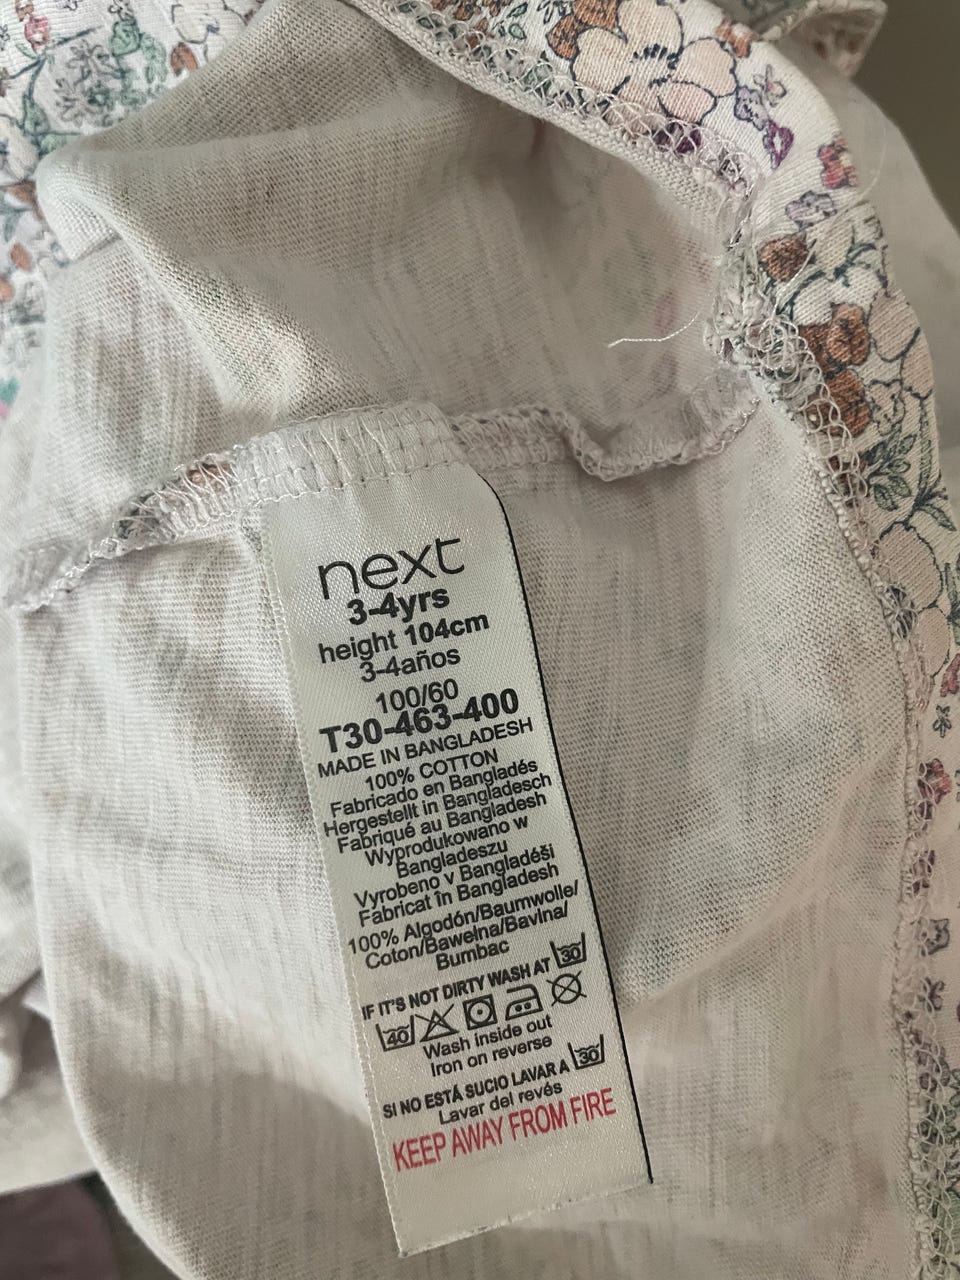 next
3-4yrs
height 104cm
3-4años
100/60
T30-463-400
MADE IN BANGLADESH
100% COTTON
Fabricado en Bangladés
Hergestellt in Bangladesch
Fabriqué au Bangladesh
Wyprodukowano w
Bangladeszu
Vyrobeno v Bangladéši
Fabricat în Bangladesh
100% Algodón/Baumwolle/
Coton/Bawełna/Bavlna/
Bumbac
IF IT'S NOT DIRTY WASH AT 30
40
Wash inside out
Iron on reverse
SI NO ESTÁ SUCIO LAVAR A 30
Lavar del revés
KEEP AWAY FROM FIRE